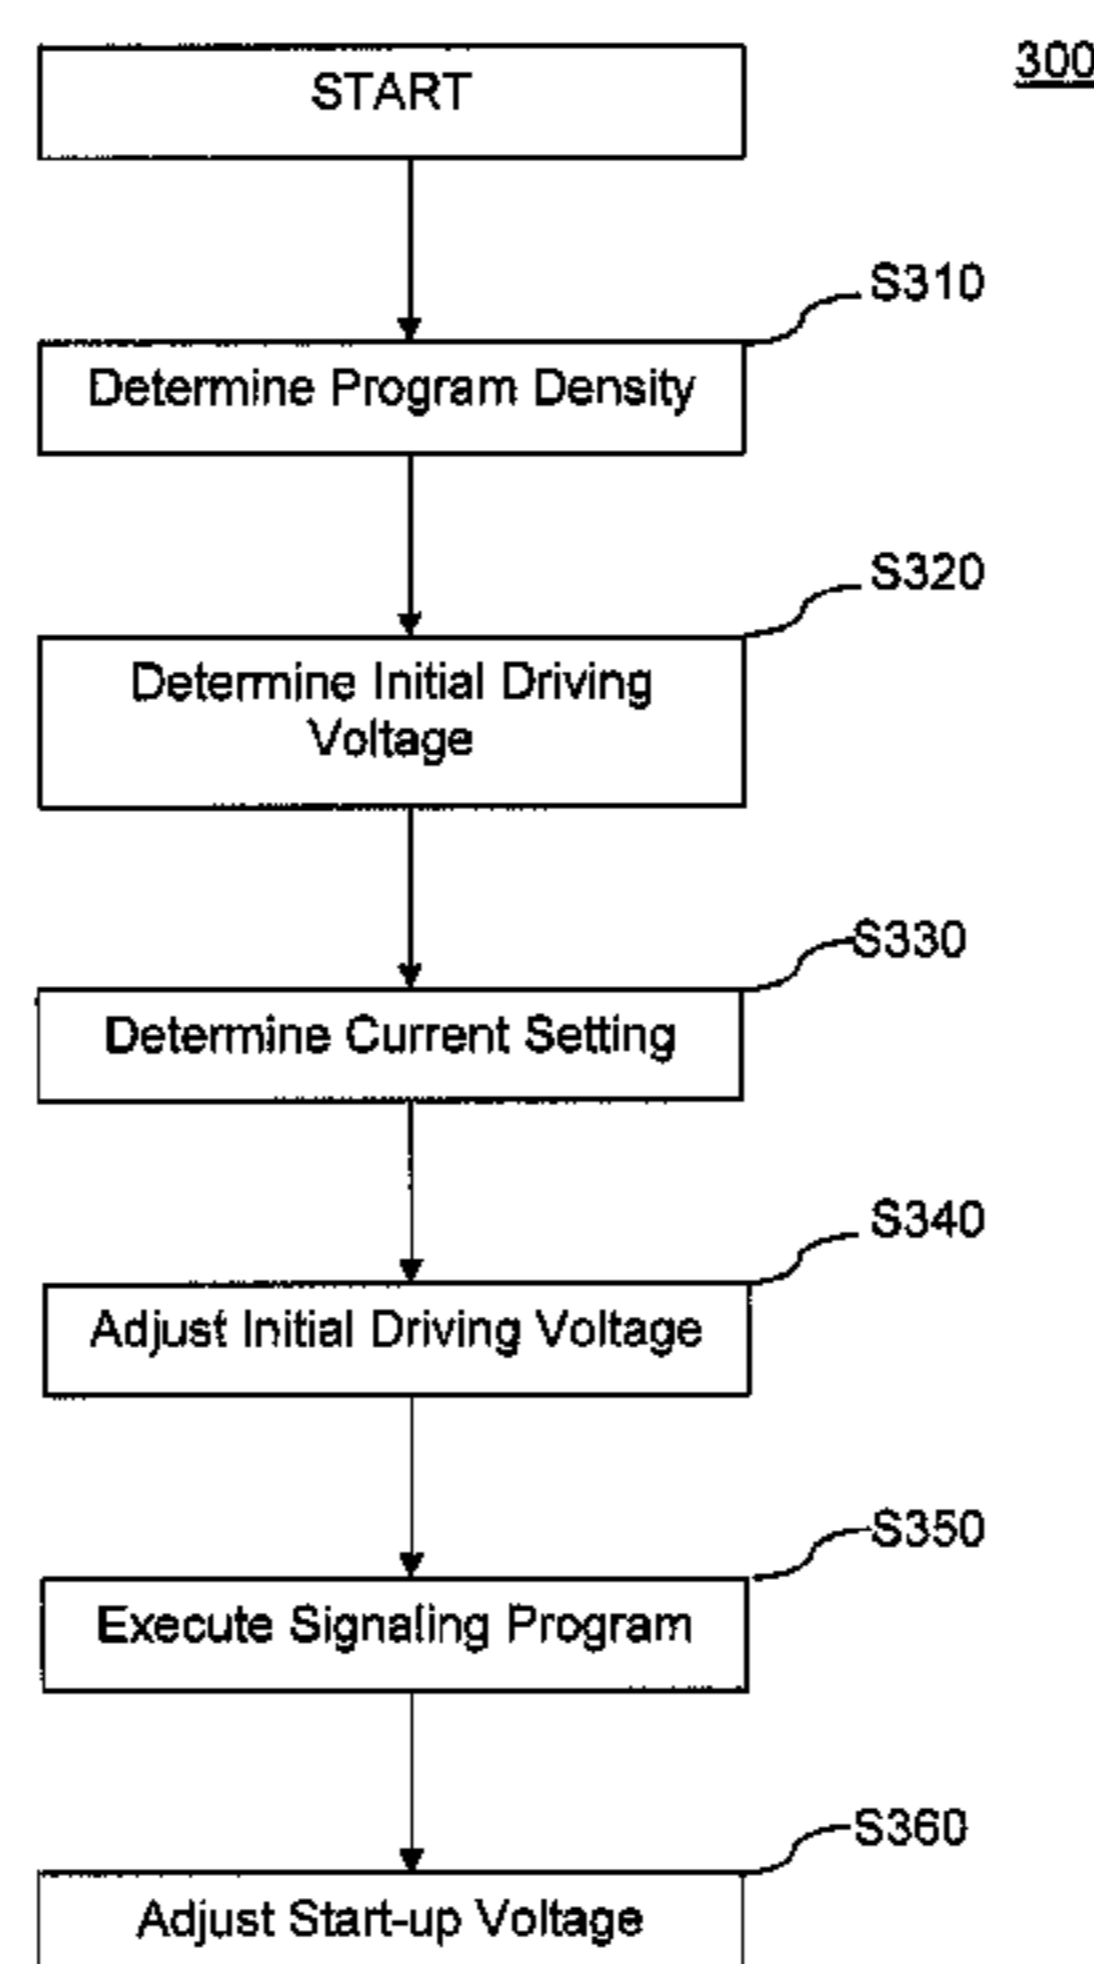 300
START
S310
Determine Program Density
S320
Determine Initial Driving
Voltage
S330
Determine Current Setting
S340
Adjust Initial Driving Voltage
S350
Execute Signaling Program
S360
Adjust Start-up Voltage